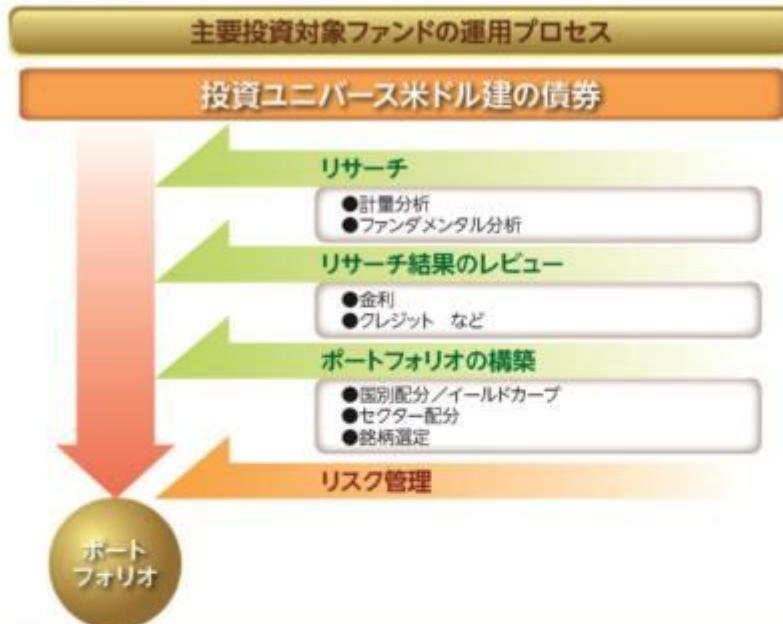 主要投資対象ファンドの運用プロセス
投資ユニバース米ドル建の債券
リサーチ
●計量分析
●ファンダメンタル分析
リサーチ結果のレビュー
●金利
●クレジット　など
ポートフォリオの構築
●国別配分／イールドカーブ
●セクター配分
●銘柄選定
リスク管理
ポート
フォリオ